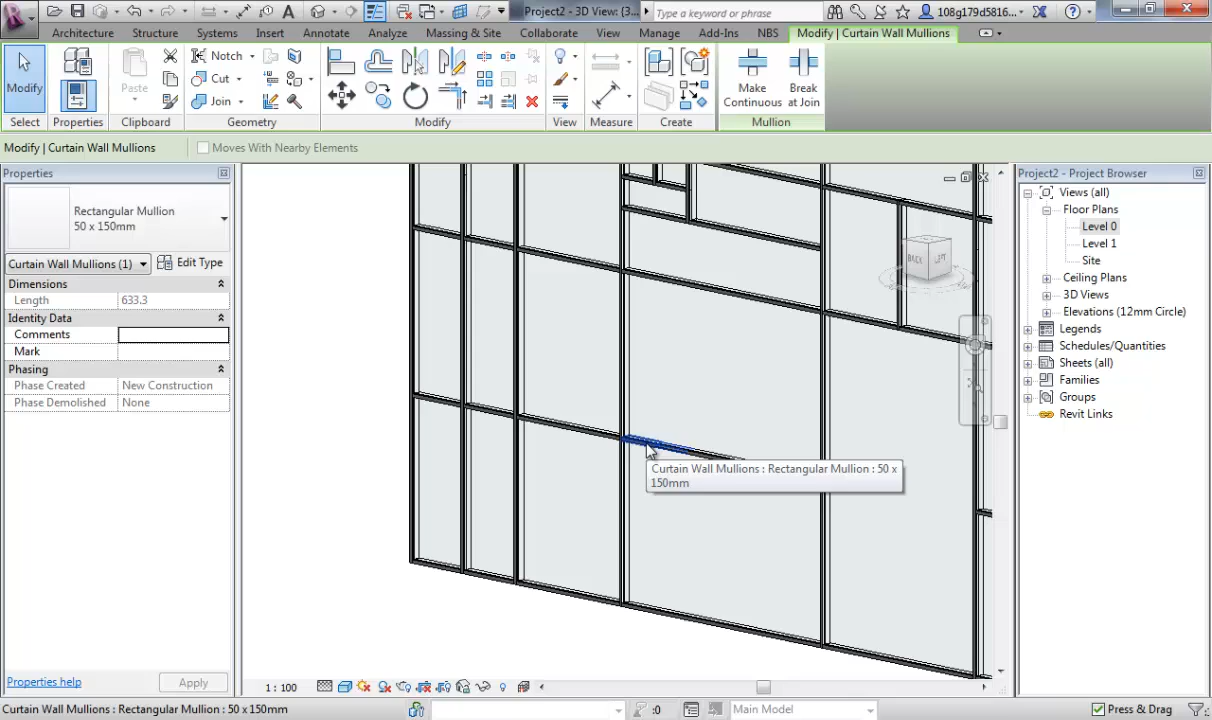 Project2 - 3D View: (3...
Type a keyword or phrase
108g179d5816...
Architecture Structure Systems Insert Annotate Analyze Massing & Site Collaborate View Manage Add-Ins NBS Modify | Curtain Wall Mullions
Modify
Paste
Notch
Cut
Join
Make Continuous
Break at Join
Select Properties Clipboard Geometry Modify View Measure Create Mullion
Modify | Curtain Wall Mullions
Moves With Nearby Elements
Properties
Rectangular Mullion
50 x 150mm
Curtain Wall Mullions (1)
Edit Type
Dimensions
Length 633.3
Identity Data
Comments
Mark
Phasing
Phase Created New Construction
Phase Demolished None
Properties help
Apply
BACK
LEFT
Curtain Wall Mullions : Rectangular Mullion : 50 x
150mm
1 : 100
Project2 - Project Browser
Views (all)
Floor Plans
Level 0
Level 1
Site
Ceiling Plans
3D Views
Elevations (12mm Circle)
Legends
Schedules/Quantities
Sheets (all)
Families
Groups
Revit Links
Curtain Wall Mullions : Rectangular Mullion : 50 x 150mm
:0
Main Model
Press & Drag